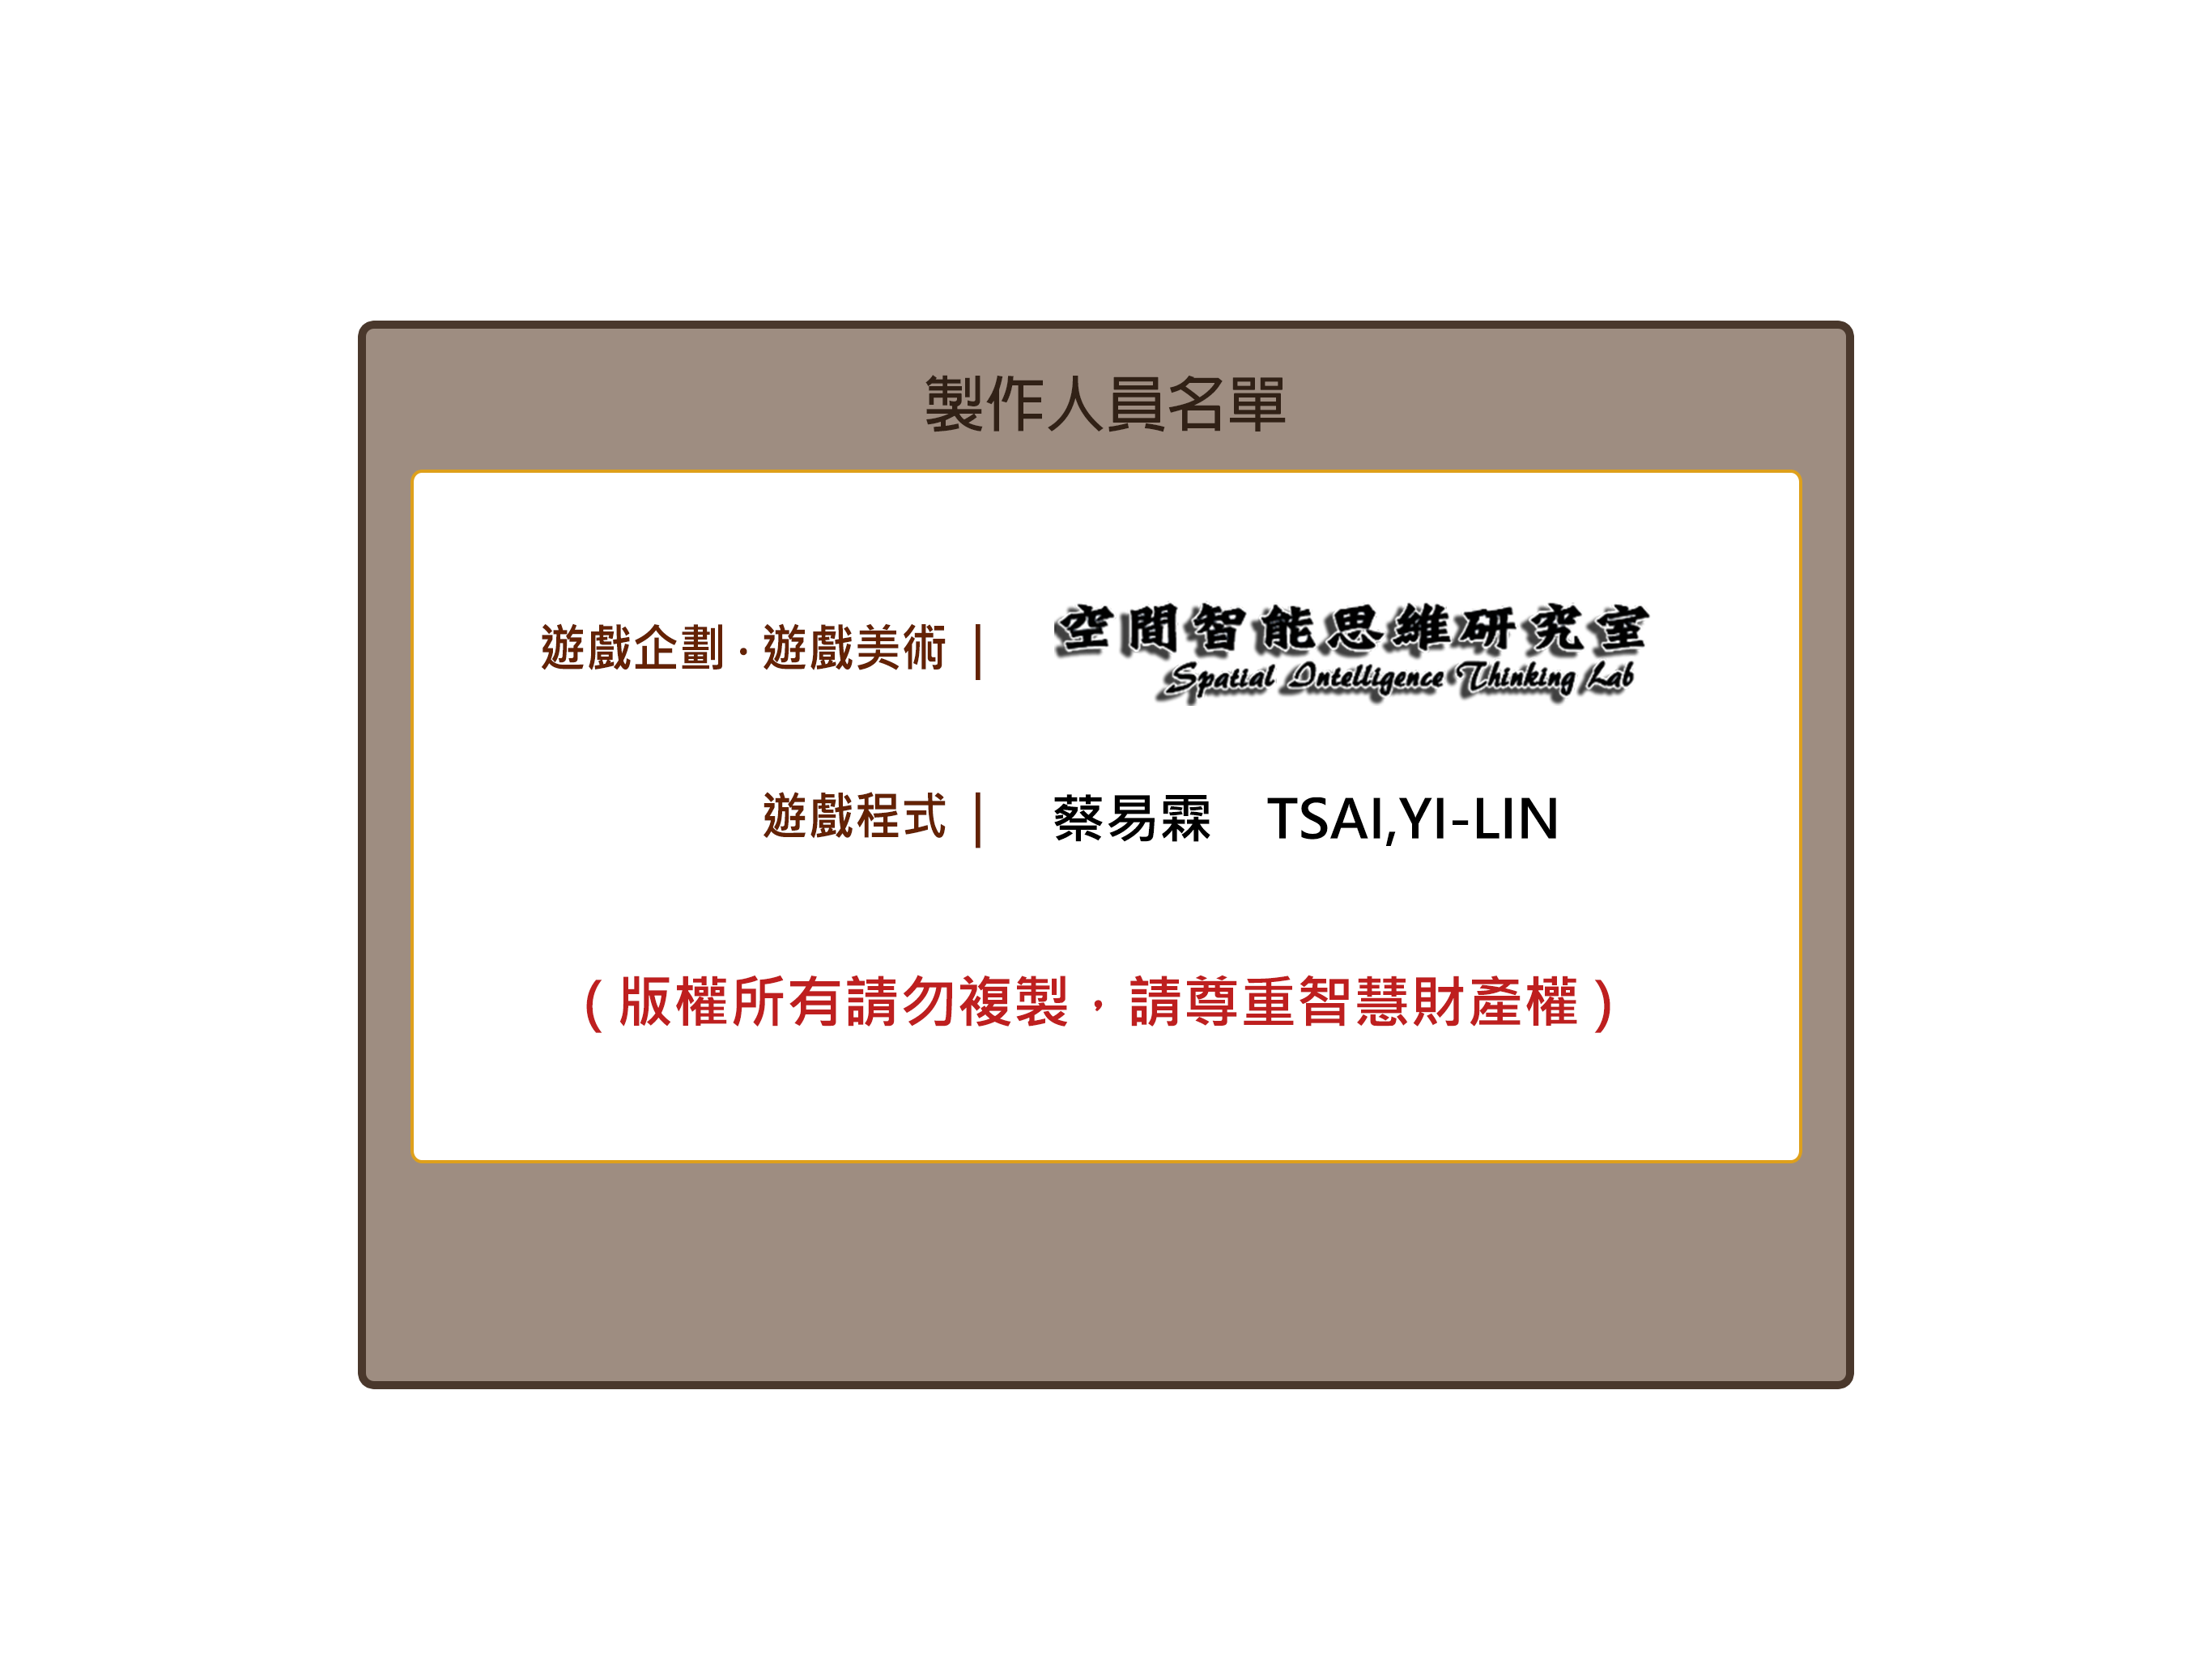 製作人員名單
遊戲企劃·遊戲美術 | 空間智能思維研究室
Spatial Intelligence Thinking Lab
遊戲程式 | 蔡易霖 TSAI,YI-LIN
(版權所有請勿複製，請尊重智慧財產權)